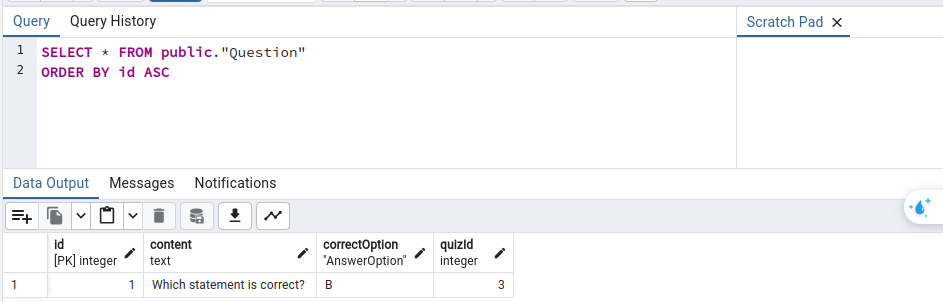 Query Query History
Scratch Pad
1 SELECT * FROM public."Question"
2 ORDER BY id ASC
Data Output Messages Notifications
id content correctOption quizId
[PK] integer text "AnswerOption" integer
1 1 Which statement is correct? B 3